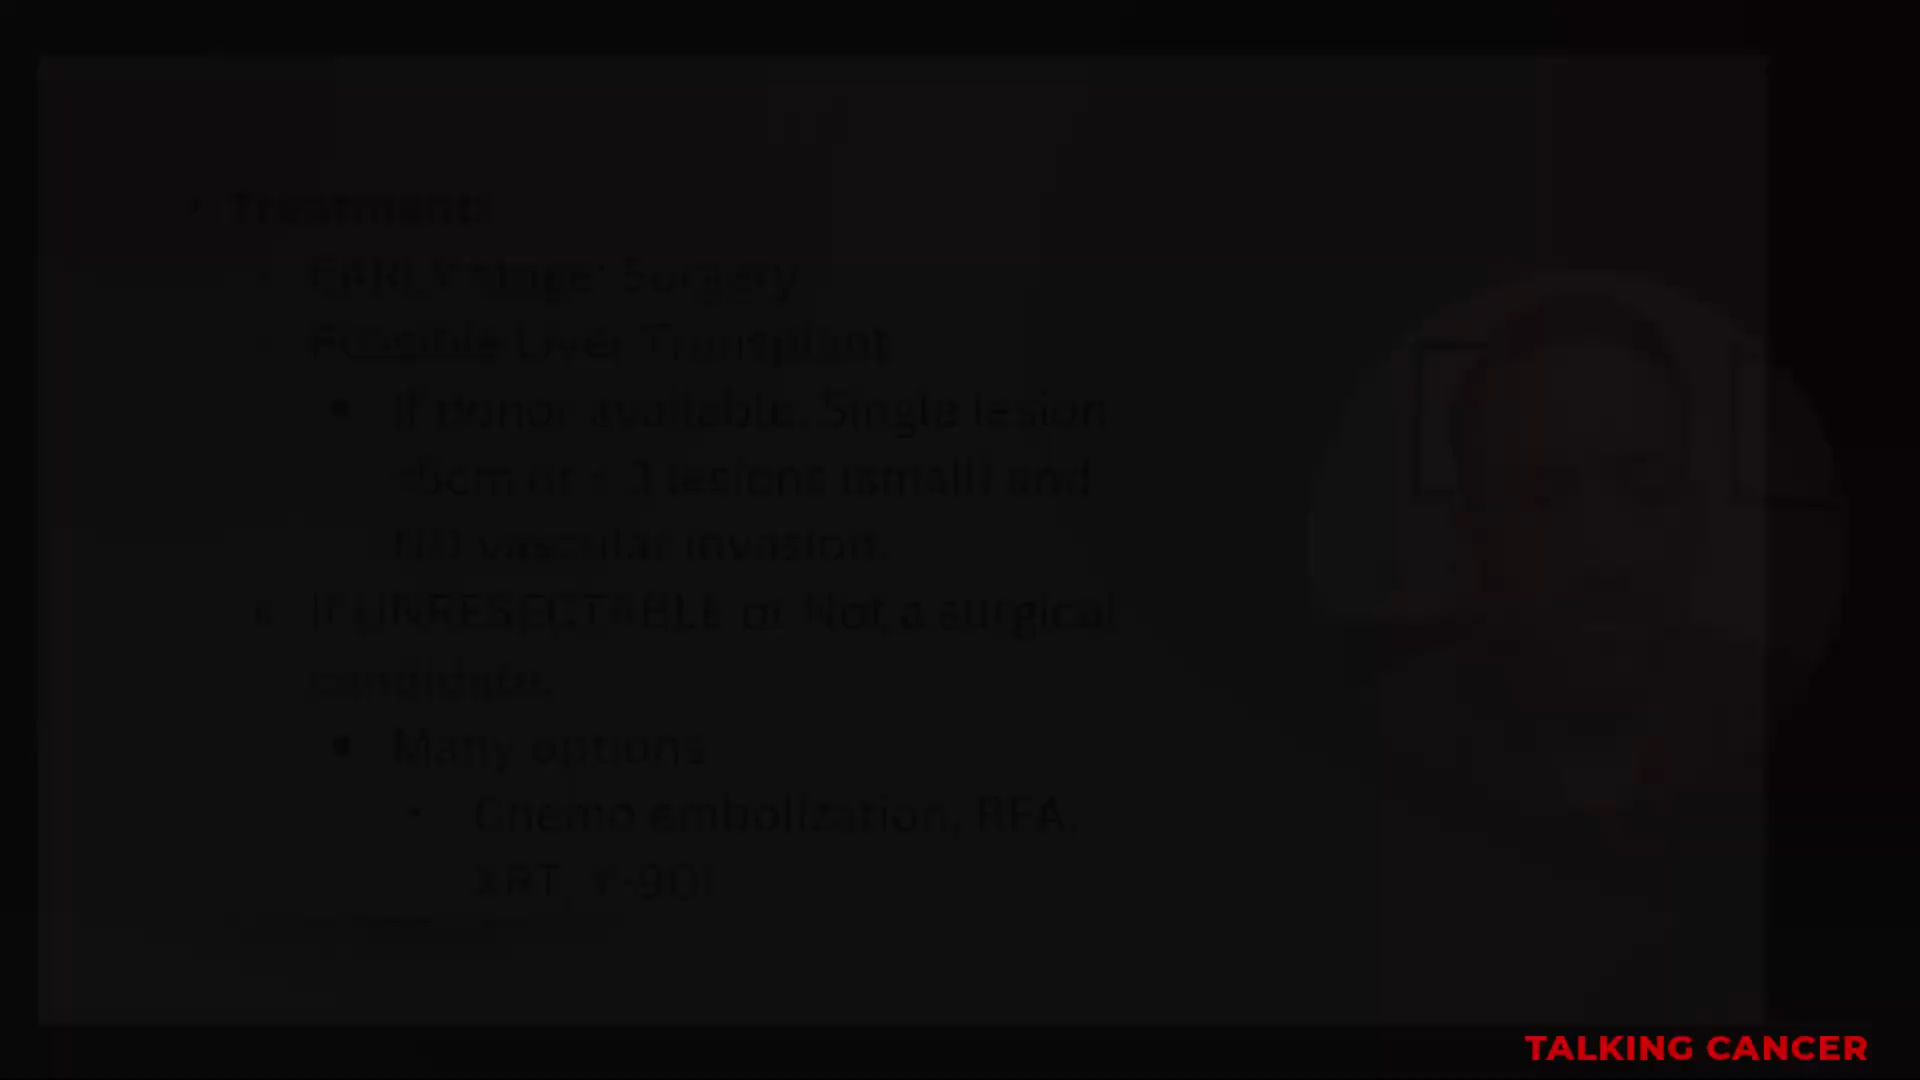 Treatment:
EARLY stage: Surgery
Possible Liver Transplant
If donor available, Single lesion
<5cm or < 3 lesions (small) and
NO vascular invasion
If UNRESECTABLE or Not a surgical
candidate
Many options
Chemo embolization, RFA,
XRT, Y-90!
TALKING CANCER